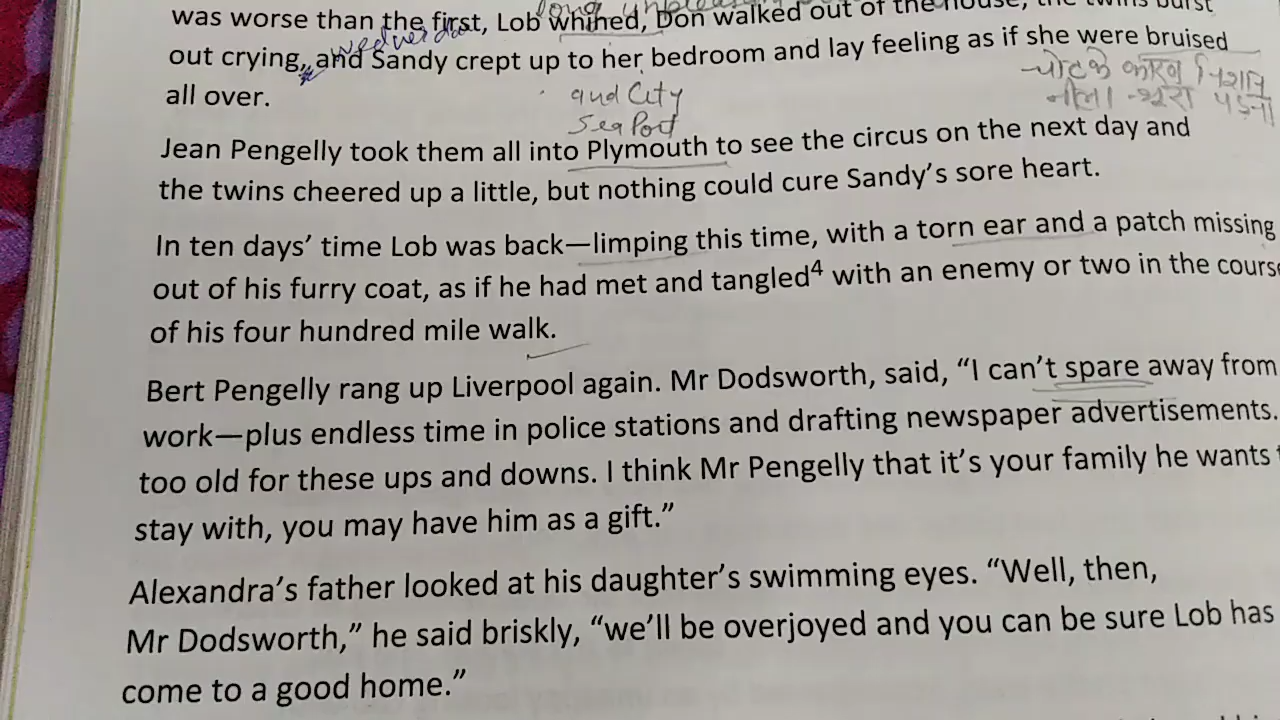 was worse than the first, Lob whined, Don walked out of the house, the twins burst
out crying, and Sandy crept up to her bedroom and lay feeling as if she were bruised
चोट के कारण निशान
all over.
and City
नीला
Sea Port
Jean Pengelly took them all into Plymouth to see the circus on the next day and
the twins cheered up a little, but nothing could cure Sandy's sore heart.
In ten days' time Lob was back—limping this time, with a torn ear and a patch missing
out of his furry coat, as if he had met and tangled4 with an enemy or two in the course
of his four hundred mile walk.
Bert Pengelly rang up Liverpool again. Mr Dodsworth, said, “I can't spare away from
work—plus endless time in police stations and drafting newspaper advertisements.
too old for these ups and downs. I think Mr Pengelly that it's your family he wants
stay with, you may have him as a gift.”
Alexandra's father looked at his daughter's swimming eyes. “Well, then,
Mr Dodsworth,” he said briskly, “we'll be overjoyed and you can be sure Lob has
come to a good home.”